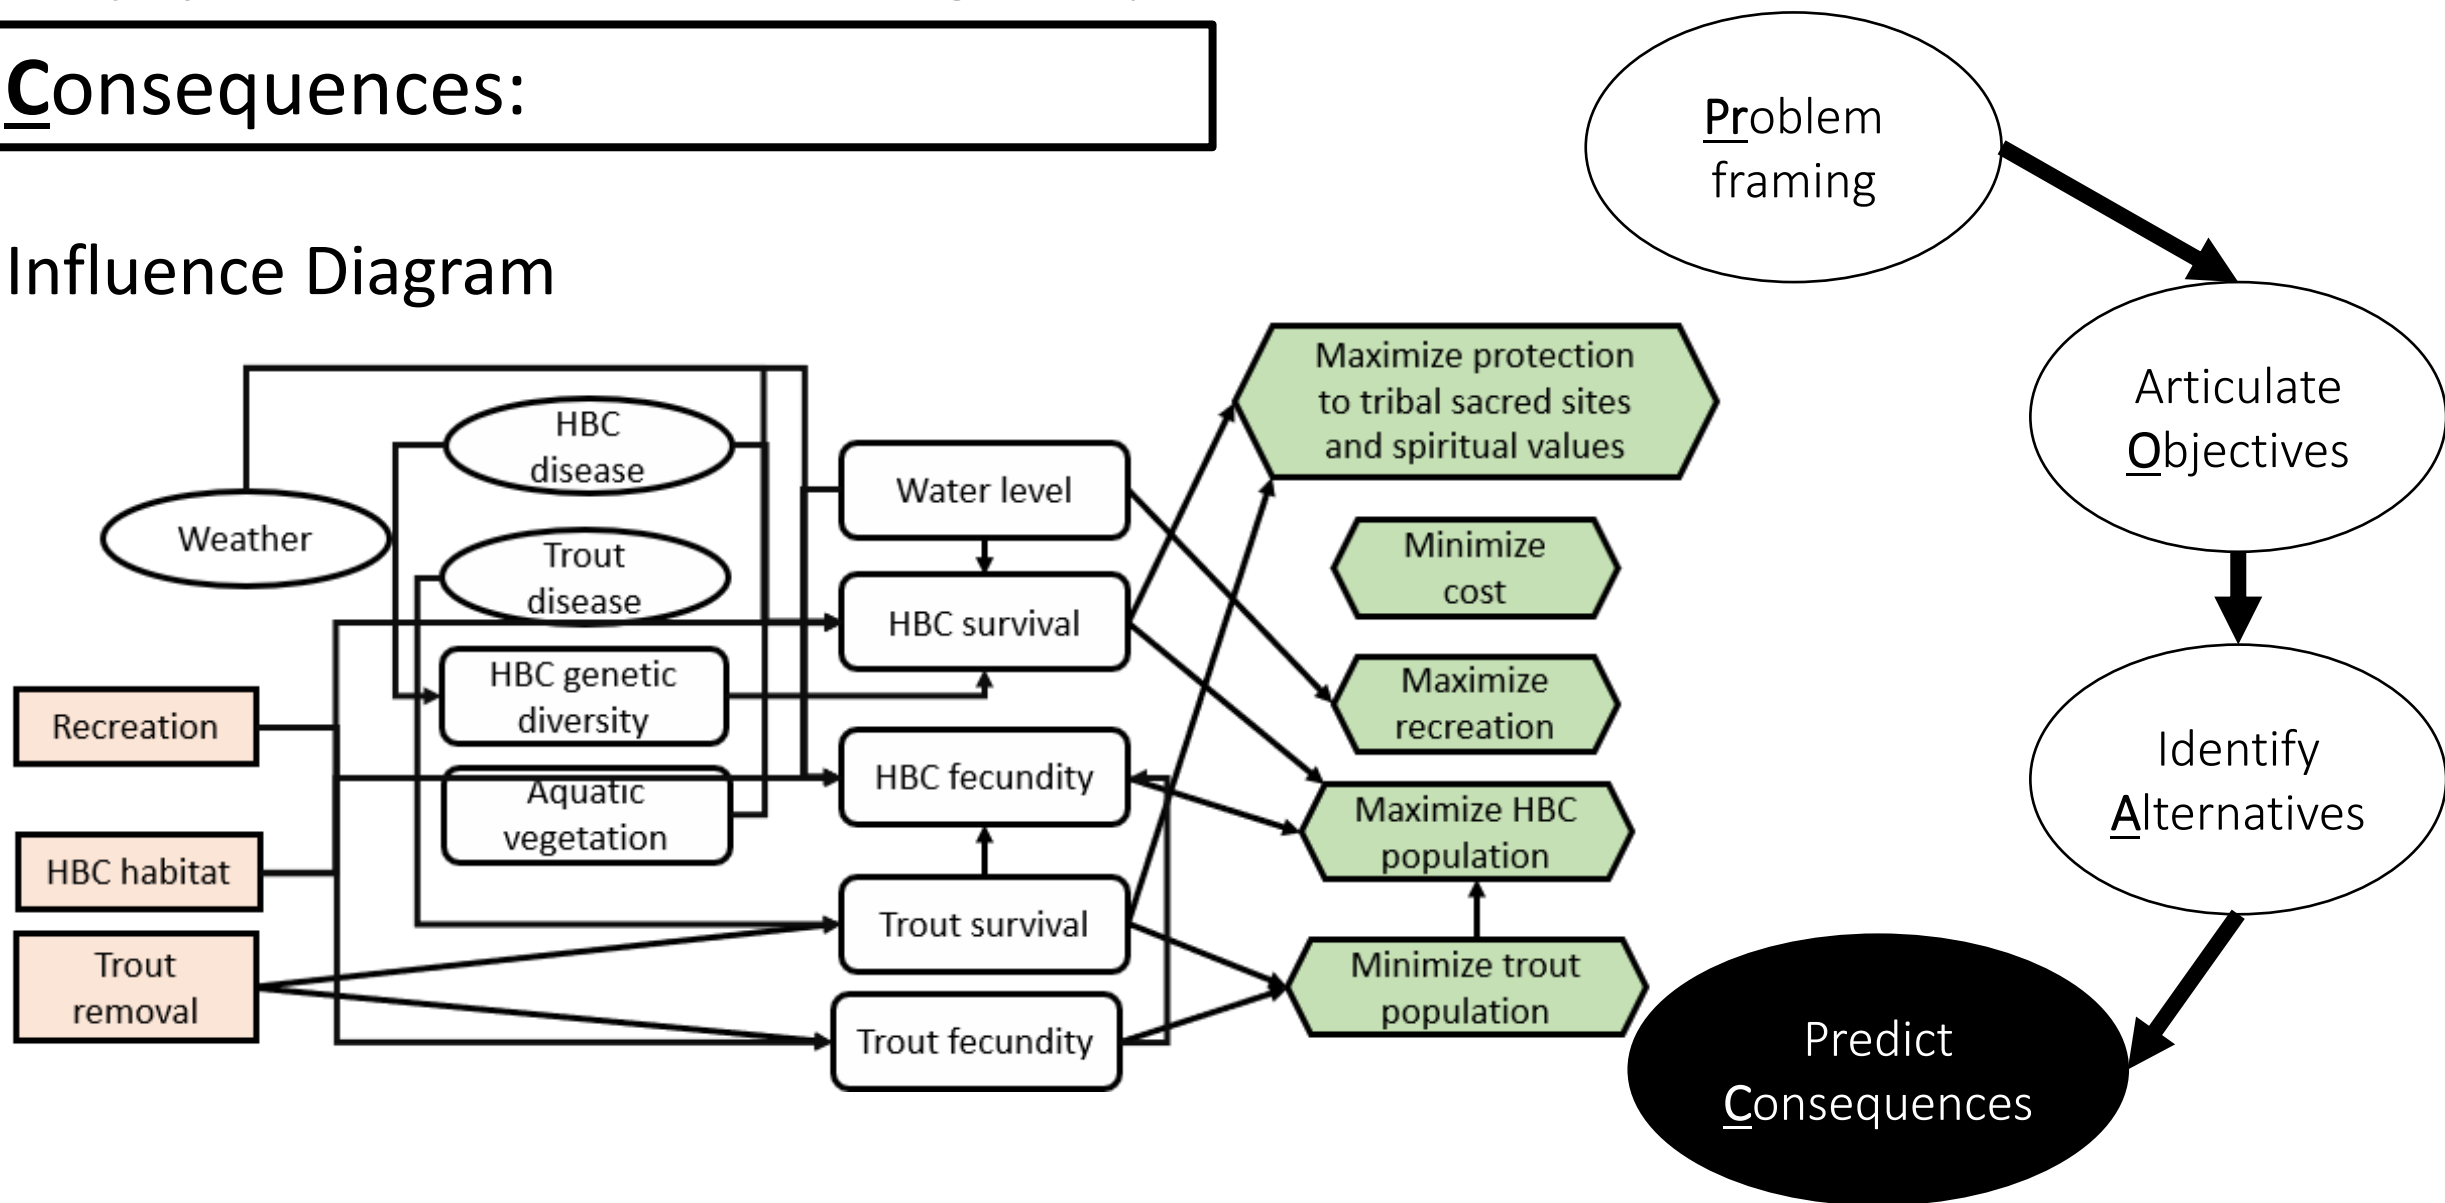 Consequences:
Influence Diagram
Weather
HBC
disease
Trout
disease
HBC genetic
diversity
Aquatic
vegetation
Recreation
HBC habitat
Trout
removal
Water level
HBC survival
HBC fecundity
Trout survival
Trout fecundity
Maximize protection
to tribal sacred sites
and spiritual values
Minimize
cost
Maximize
recreation
Maximize HBC
population
Minimize trout
population
Problem
framing
Articulate
Objectives
Identify
Alternatives
Predict
Consequences